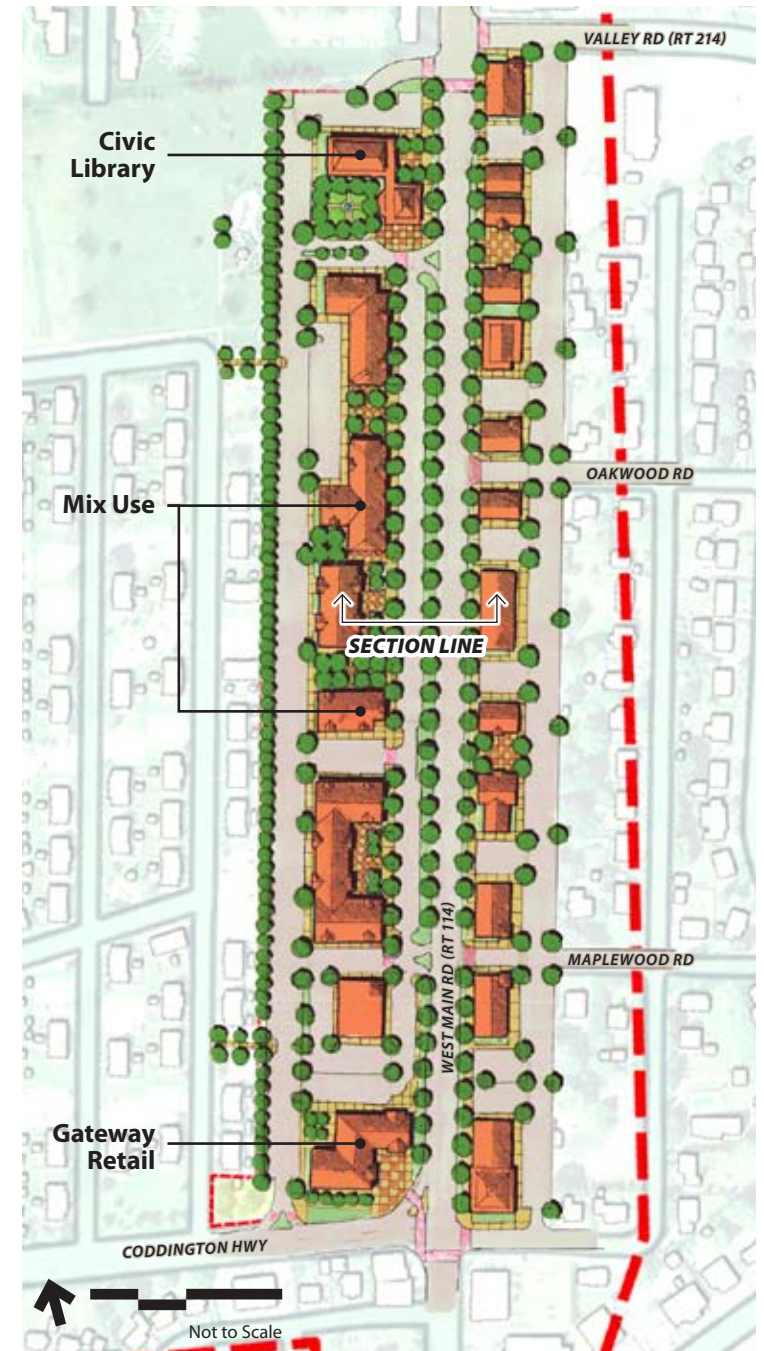 VALLEY RD (RT 214)
Civic
Library
OAKWOOD RD
Mix Use
SECTION LINE
WEST MAIN RD (RT 114)
MAPLEWOOD RD
Gateway
Retail
CODDINGTON HWY
Not to Scale